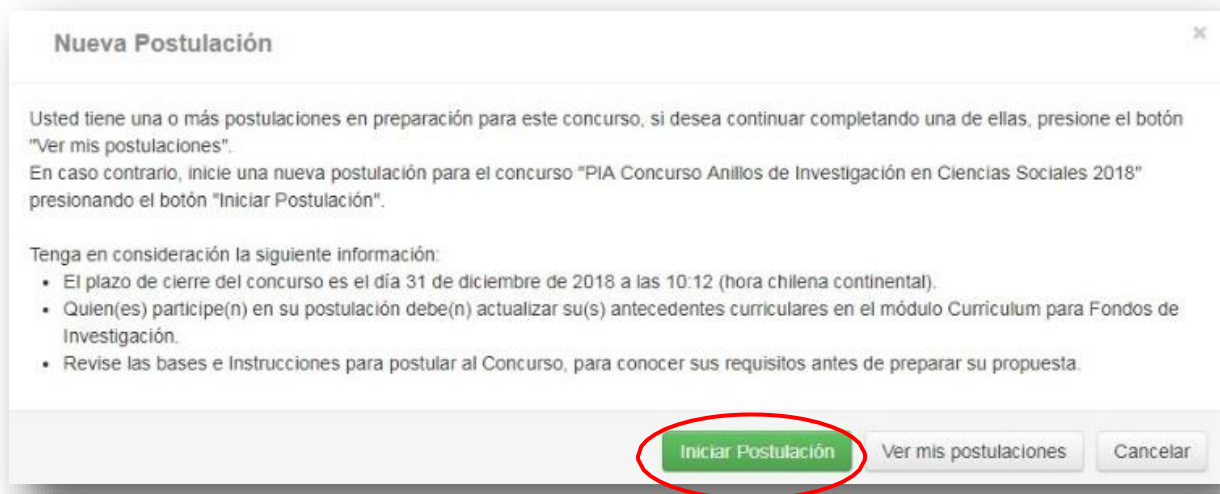 Nueva Postulación
×
Usted tiene una o más postulaciones en preparación para este concurso, si desea continuar completando una de ellas, presione el botón
"Ver mis postulaciones".
En caso contrario, inicie una nueva postulación para el concurso "PIA Concurso Anillos de Investigación en Ciencias Sociales 2018"
presionando el botón "Iniciar Postulación".
Tenga en consideración la siguiente información:
• El plazo de cierre del concurso es el día 31 de diciembre de 2018 a las 10:12 (hora chilena continental).
• Quien(es) participe(n) en su postulación debe(n) actualizar su(s) antecedentes curriculares en el módulo Currículum para Fondos de
Investigación.
• Revise las bases e Instrucciones para postular al Concurso, para conocer sus requisitos antes de preparar su propuesta.
Iniciar Postulación Ver mis postulaciones Cancelar